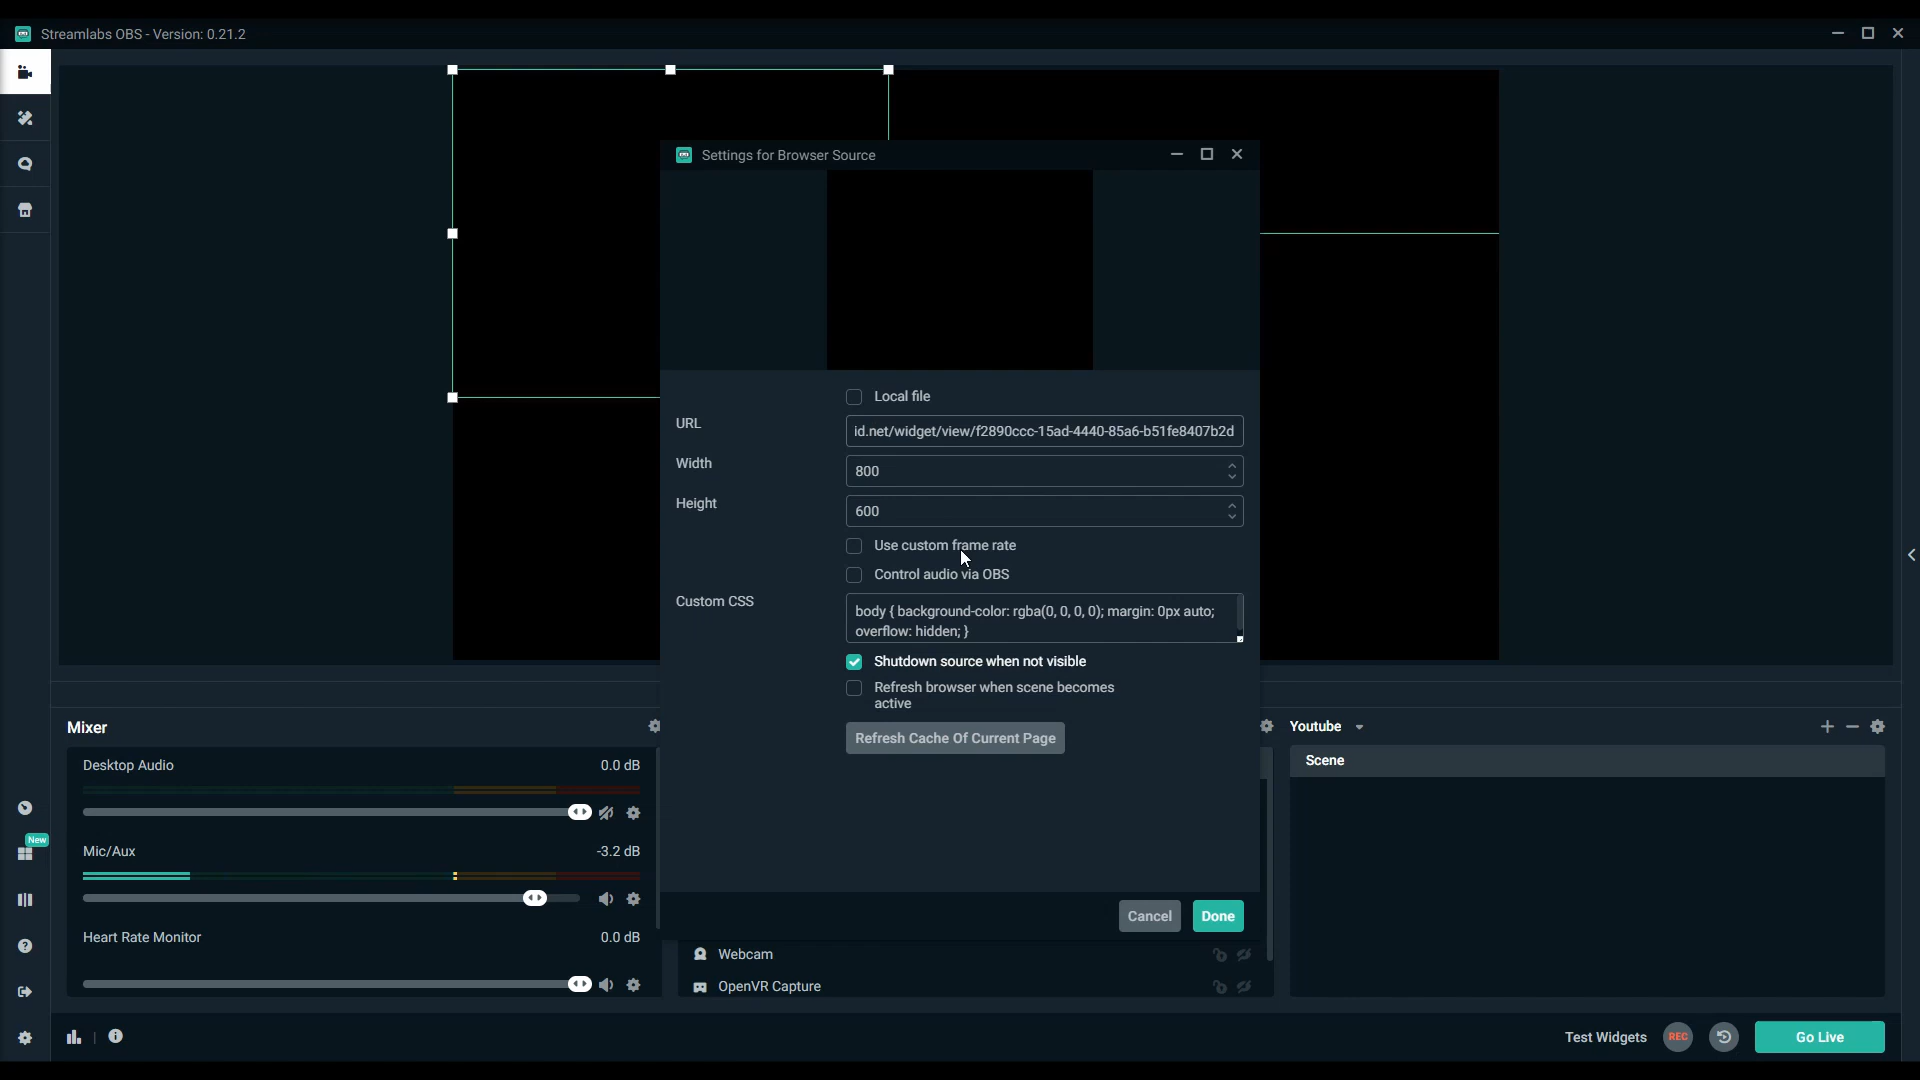 Streamlabs OBS - Version: 0.21.2
Settings for Browser Source
Local file
URL
id.net/widget/view/f2890ccc-15ad-4440-85a6-b51fe8407b2d
Width
800
Height
600
Use custom frame rate
Control audio via OBS
Custom CSS
body { background-color: rgba(0, 0, 0, 0); margin: 0px auto;
overflow: hidden; }
Shutdown source when not visible
Refresh browser when scene becomes
active
Refresh Cache Of Current Page
Cancel
Done
Mixer
Desktop Audio
0.0 dB
Mic/Aux
-3.2 dB
Heart Rate Monitor
0.0 dB
Webcam
OpenVR Capture
Youtube
Scene
New
Test Widgets
REC
Go Live